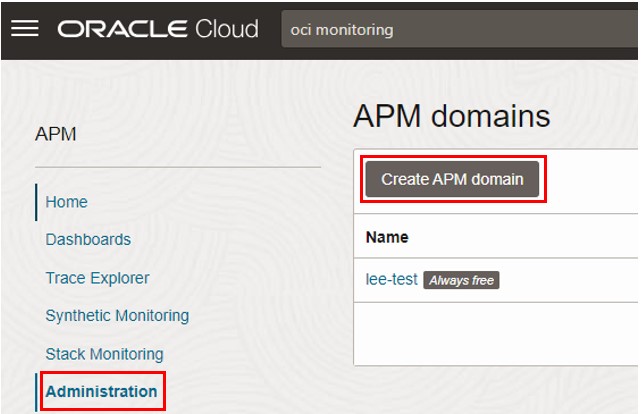 ORACLE Cloud
oci monitoring
APM
Home
Dashboards
Trace Explorer
Synthetic Monitoring
Stack Monitoring
Administration
APM domains
Create APM domain
Name
lee-test Always free